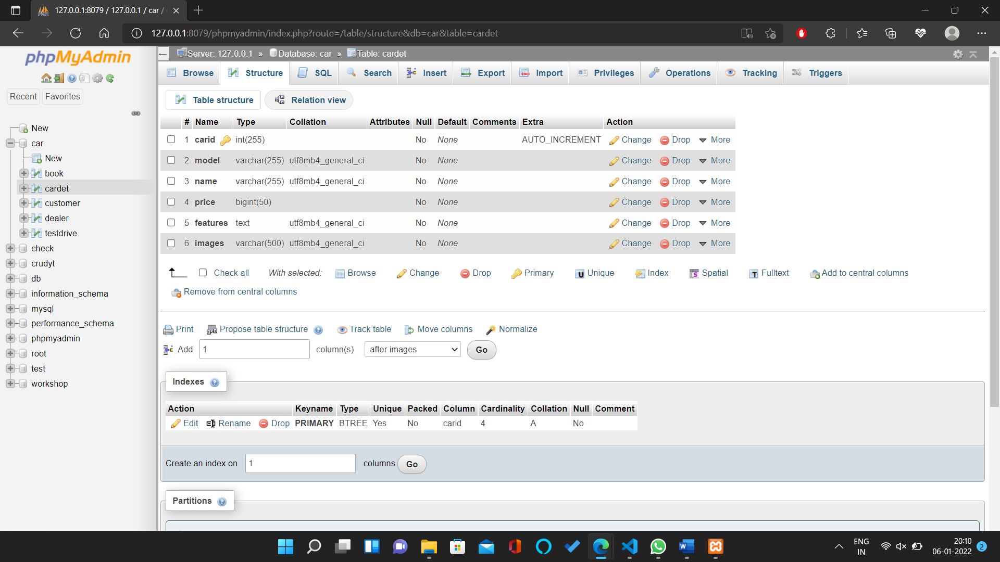 127.0.0.1:8079 / 127.0.0.1 / car /
127.0.0.1:8079/phpmyadmin/index.php?route=/table/structure&db=car&table=cardet
phpMyAdmin
Recent Favorites
New
car
New
book
cardet
customer
dealer
testdrive
check
crudyt
db
information_schema
mysql
performance_schema
phpmyadmin
root
test
workshop
Server: 127.0.0.1 » Database: car » Table: cardet
Browse Structure SQL Search Insert Export Import Privileges Operations Tracking Triggers
Table structure Relation view
# Name Type Collation Attributes Null Default Comments Extra Action
1 carid int(255) No None AUTO_INCREMENT Change Drop More
2 model varchar(255) utf8mb4_general_ci No None Change Drop More
3 name varchar(255) utf8mb4_general_ci No None Change Drop More
4 price bigint(50) No None Change Drop More
5 features text utf8mb4_general_ci No None Change Drop More
6 images varchar(500) utf8mb4_general_ci No None Change Drop More
Check all With selected: Browse Change Drop Primary Unique Index Spatial Fulltext Add to central columns
Remove from central columns
Print Propose table structure Track table Move columns Normalize
Add 1 column(s) after images Go
Indexes
Action Keyname Type Unique Packed Column Cardinality Collation Null Comment
Edit Rename Drop PRIMARY BTREE Yes No carid 4 A No
Create an index on 1 columns Go
Partitions
ENG
IN
20:10
06-01-2022
2